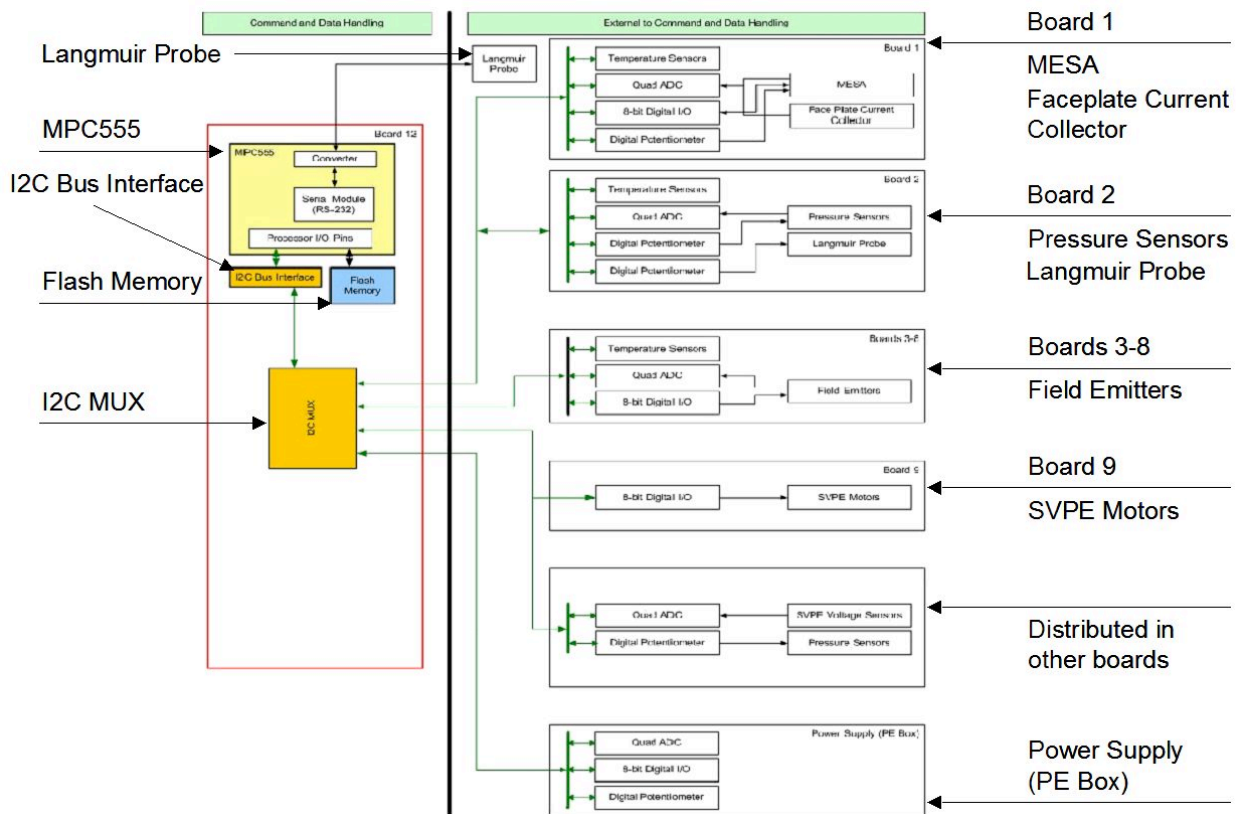 Command and Data Handling
External to Command and Data Handling
Langmuir Probe
MPC555
I2C Bus Interface
Flash Memory
I2C MUX
Langmuir
Probe
Board 12
MPC555
Converter
Serial Module
(RS-232)
Processor I/O Pins
I2C Bus Interface
Flash
Memory
I2C MUX
Board 1
Temperature Sensors
Quad ADC
8-bit Digital I/O
Digital Potentiometer
MESA
Face Plate Current
Collector
Board 2
Temperature Sensors
Quad ADC
Digital Potentiometer
Digital Potentiometer
Pressure Sensors
Langmuir Probe
Boards 3-8
Temperature Sensors
Quad ADC
8-bit Digital I/O
Field Emitters
Board 9
8-bit Digital I/O
SVPE Motors
Quad ADC
Digital Potentiometer
SVPE Voltage Sensors
Pressure Sensors
Power Supply (PE Box)
Quad ADC
8-bit Digital I/O
Digital Potentiometer
Board 1
MESA
Faceplate Current
Collector
Board 2
Pressure Sensors
Langmuir Probe
Boards 3-8
Field Emitters
Board 9
SVPE Motors
Distributed in
other boards
Power Supply
(PE Box)